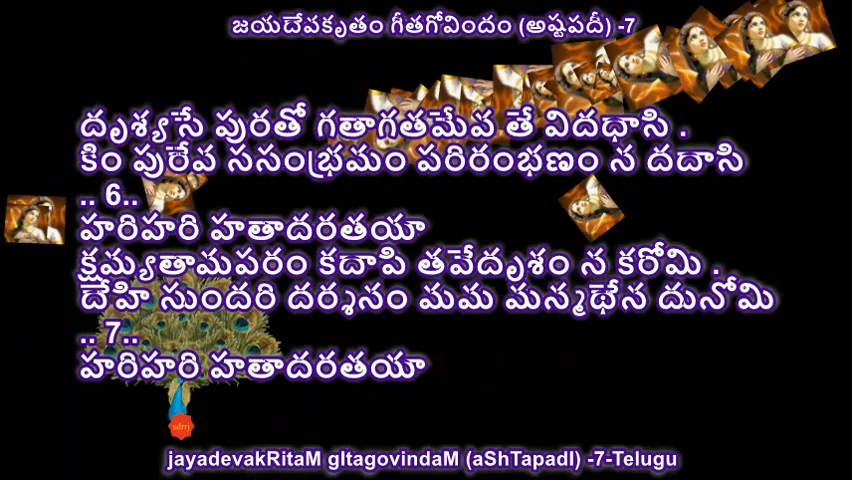 జయదేవకృతం గీతగోవిందం (అష్టపదీ) -7
దృశ్యసే పురతో గతాగతమేవ తే విదధాసి .
కిం పురేవ ససంభ్రమం పరిరంభణం న దదాసి
.. 6..
హరిహరి హతాదరతయా
క్షమ్యతామపరం కదాపి తవేదృశం న కరోమి .
దేహి సుందరి దర్శనం మమ మన్మథేన దునోమి
.. 7..
హరిహరి హతాదరతయా
sdrrj
jayadevakRitaM gItagovindaM (aShTapadI) -7-Telugu